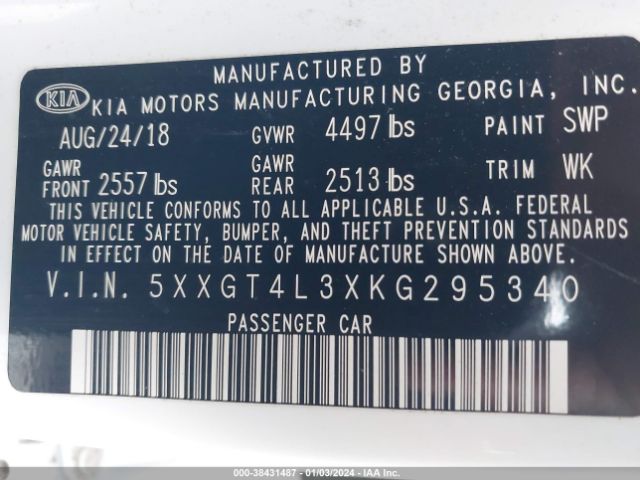 MANUFACTURED BY
KIA KIA MOTORS MANUFACTURING GEORGIA, INC.
AUG/24/18 GVWR 4497 lbs PAINT SWP
GAWR FRONT 2557 lbs GAWR REAR 2513 lbs TRIM WK
THIS VEHICLE CONFORMS TO ALL APPLICABLE U.S.A. FEDERAL
MOTOR VEHICLE SAFETY, BUMPER, AND THEFT PREVENTION STANDARDS
IN EFFECT ON THE DATE OF MANUFACTURE SHOWN ABOVE.
V.I.N. 5XXGT4L3XKG295340
PASSENGER CAR
000-38431487 - 01/03/2024 - IAA Inc.